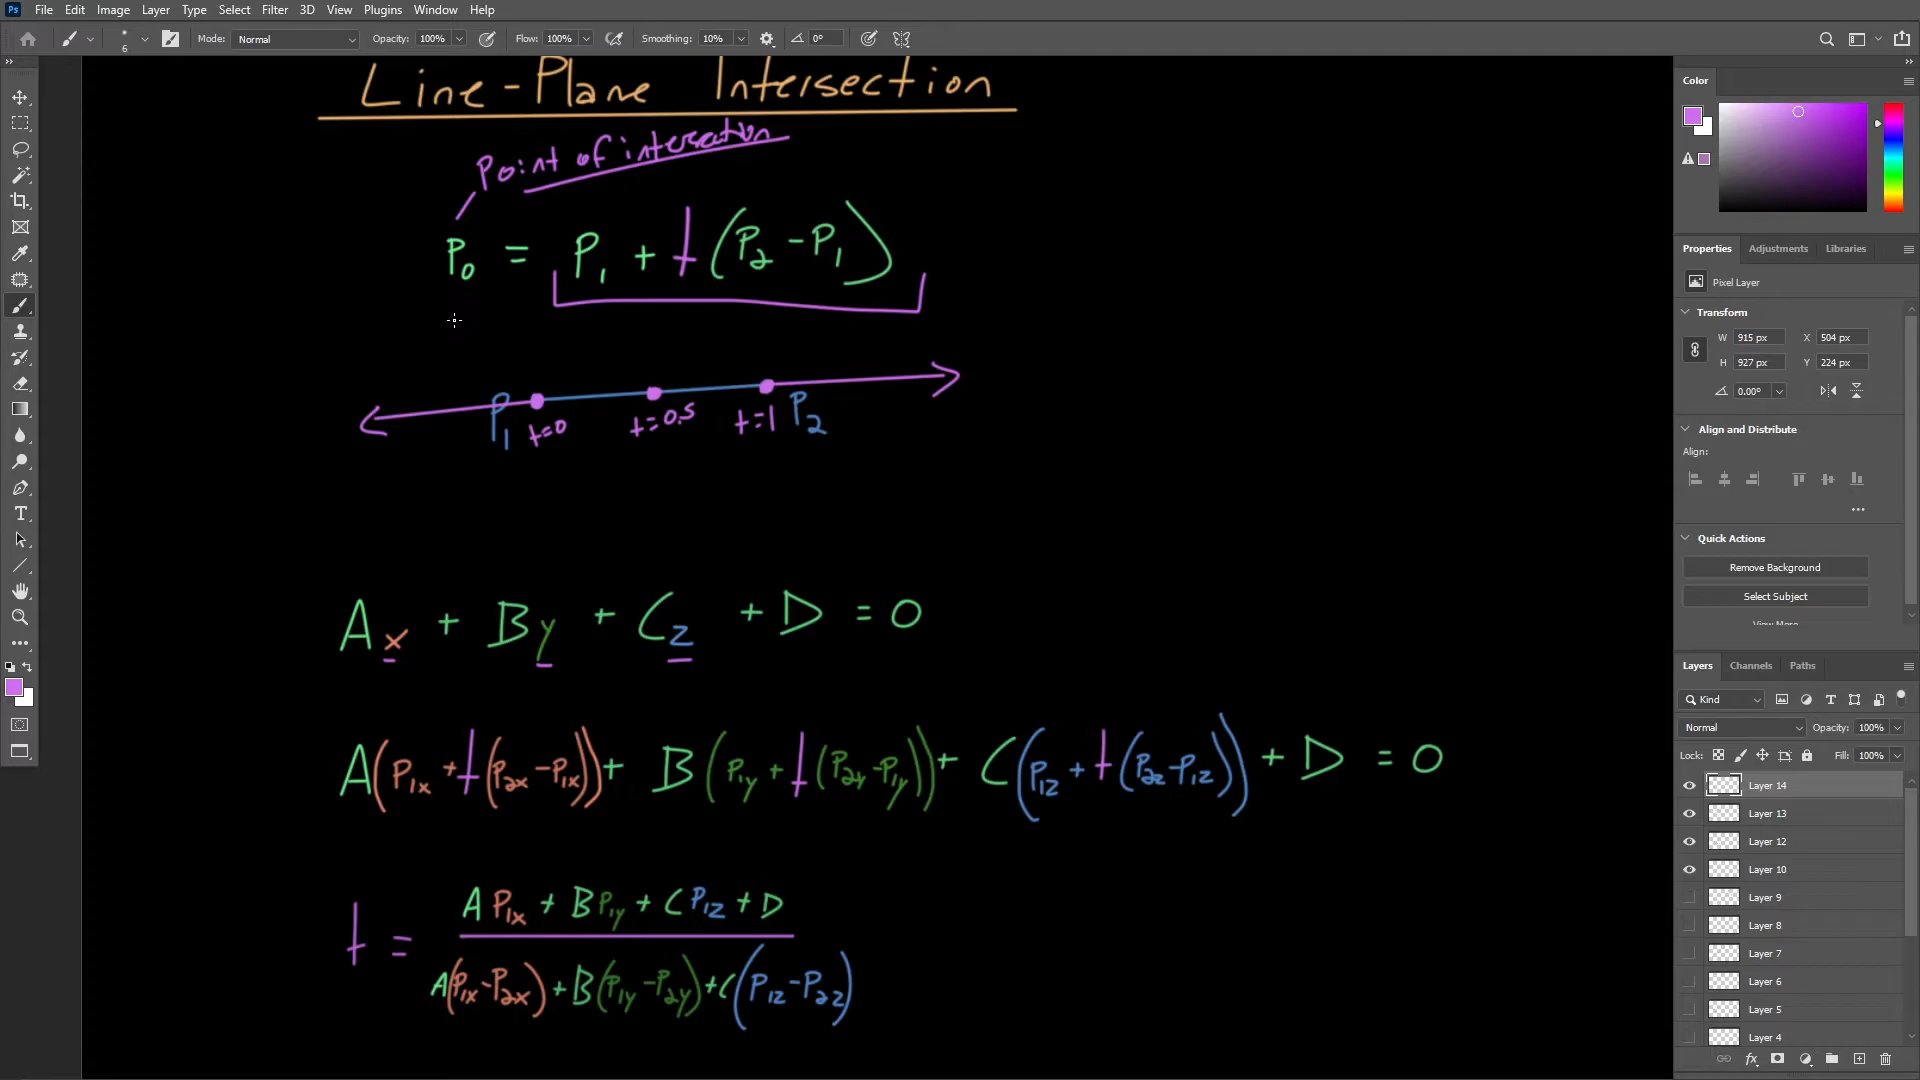 Ps File Edit Image Layer Type Select Filter 3D View Plugins Window Help
6 Mode: Normal Opacity: 100% Flow: 100% Smoothing: 10% 0°
Line-Plane Intersection
Point of intersection
P₀ = P₁ + t(P₂ - P₁)
P₁ t=0 t=0.5 t=1 P₂
Ax + By + Cz + D = 0
A(P₁x + t(P₂x - P₁x)) + B(P₁y + t(P₂y - P₁y)) + C(P₁z + t(P₂z - P₁z)) + D = 0
AP₁x + BP₁y + CP₁z + D
t =
A(P₁x - P₂x) + B(P₁y - P₂y) + C(P₁z - P₂z)
Color
Properties Adjustments Libraries
Pixel Layer
Transform
W 915 px X 504 px
H 927 px Y 224 px
0.00°
Align and Distribute
Align:
Quick Actions
Remove Background
Select Subject
View More
Layers Channels Paths
Kind
Normal Opacity: 100%
Lock: Fill: 100%
Layer 14
Layer 13
Layer 12
Layer 10
Layer 9
Layer 8
Layer 7
Layer 6
Layer 5
Layer 4
fx